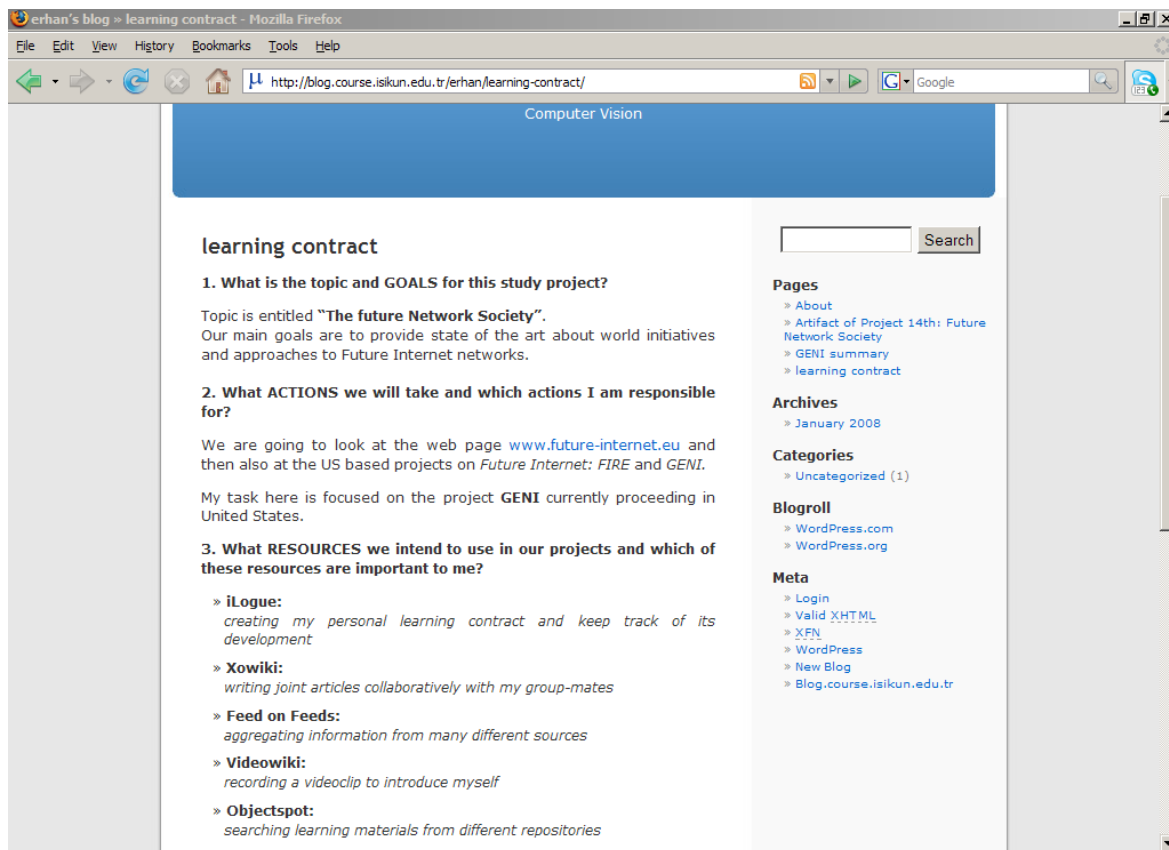 erhan's blog » learning contract - Mozilla Firefox
File Edit View History Bookmarks Tools Help
µ http://blog.course.isikun.edu.tr/erhan/learning-contract/
G Google
123
Computer Vision
learning contract
1. What is the topic and GOALS for this study project?
Topic is entitled “The future Network Society”.
Our main goals are to provide state of the art about world initiatives
and approaches to Future Internet networks.
2. What ACTIONS we will take and which actions I am responsible
for?
We are going to look at the web page www.future-internet.eu and
then also at the US based projects on Future Internet: FIRE and GENI.
My task here is focused on the project GENI currently proceeding in
United States.
3. What RESOURCES we intend to use in our projects and which of
these resources are important to me?
» iLogue:
creating my personal learning contract and keep track of its
development
» Xowiki:
writing joint articles collaboratively with my group-mates
» Feed on Feeds:
aggregating information from many different sources
» Videowiki:
recording a videoclip to introduce myself
» Objectspot:
searching learning materials from different repositories
Search
Pages
» About
» Artifact of Project 14th: Future
Network Society
» GENI summary
» learning contract
Archives
» January 2008
Categories
» Uncategorized (1)
Blogroll
» WordPress.com
» WordPress.org
Meta
» Login
» Valid XHTML
» XFN
» WordPress
» New Blog
» Blog.course.isikun.edu.tr